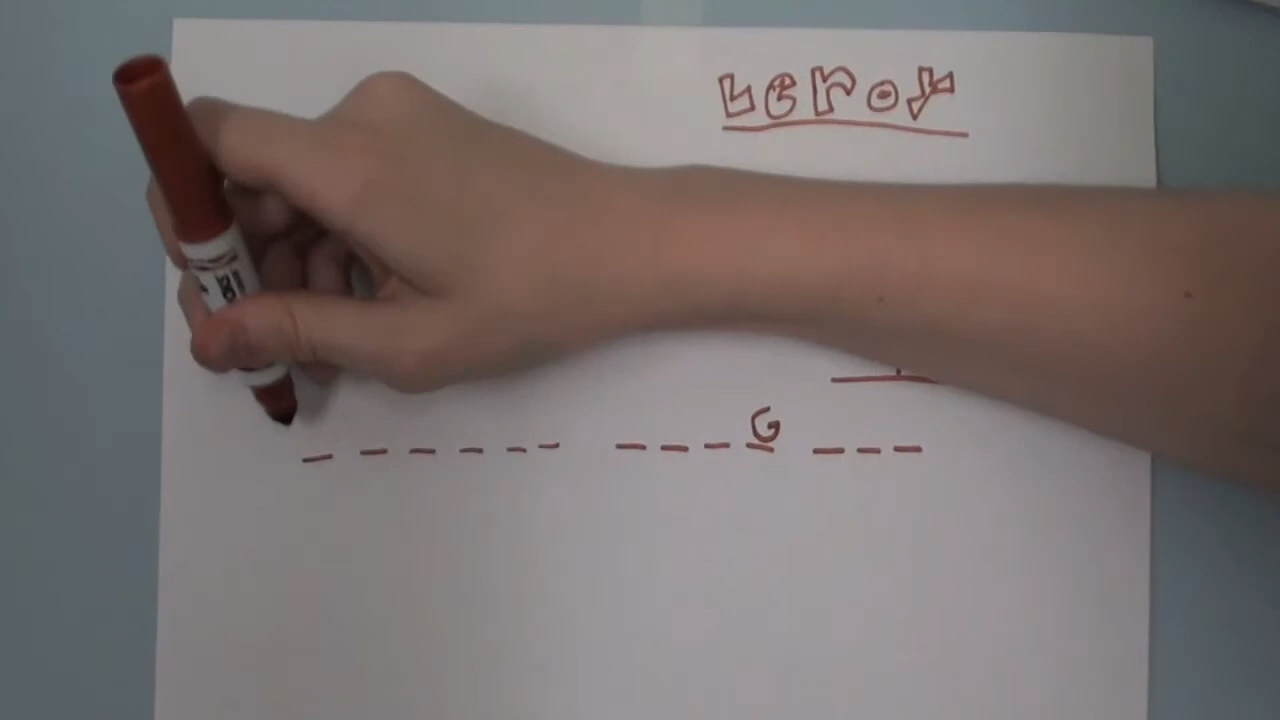 Leroy
_ _ _ _ _ _ _ _ _ G _ _ _